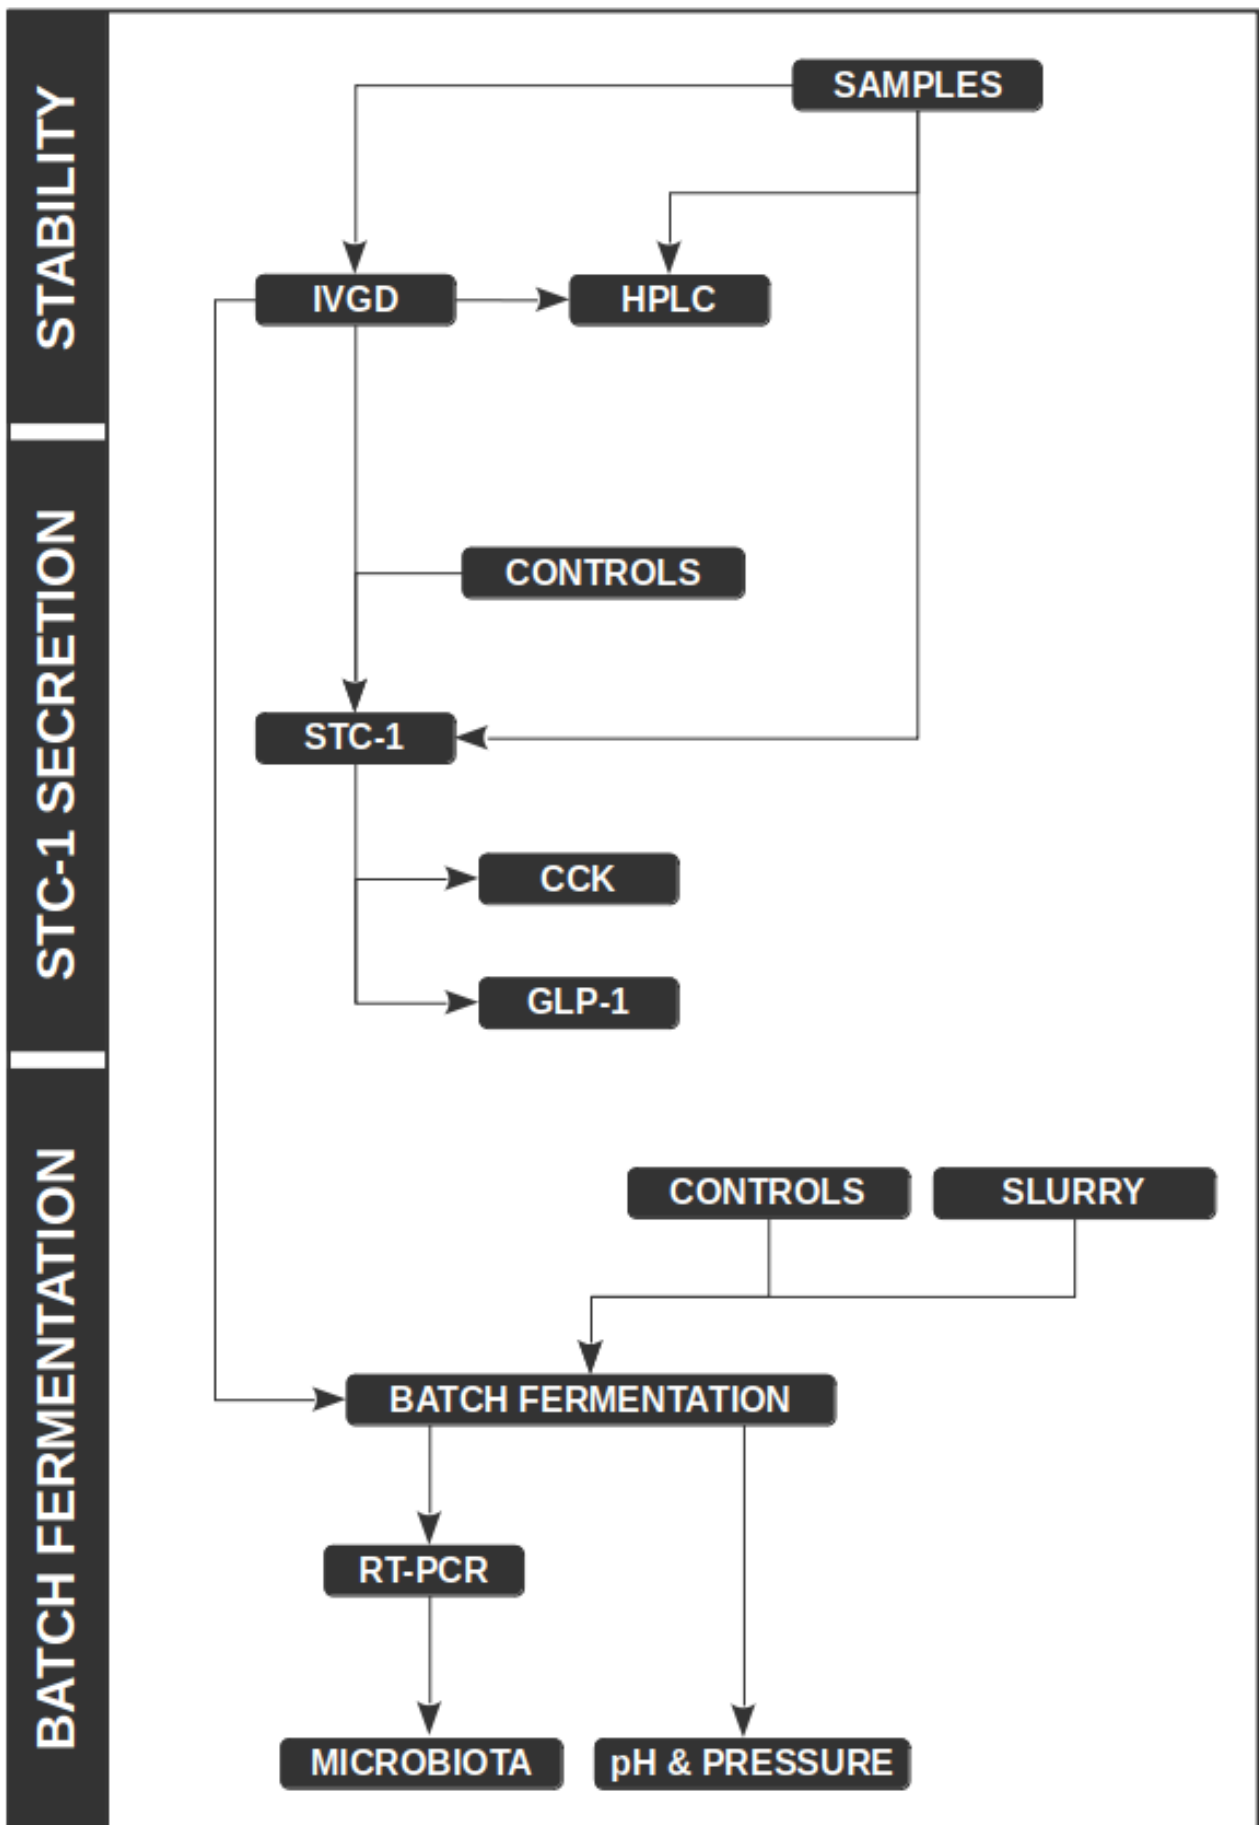 STABILITY
SAMPLES
IVGD
HPLC
STC-1 SECRETION
CONTROLS
STC-1
CCK
GLP-1
BATCH FERMENTATION
CONTROLS
SLURRY
BATCH FERMENTATION
RT-PCR
MICROBIOTA
pH & PRESSURE